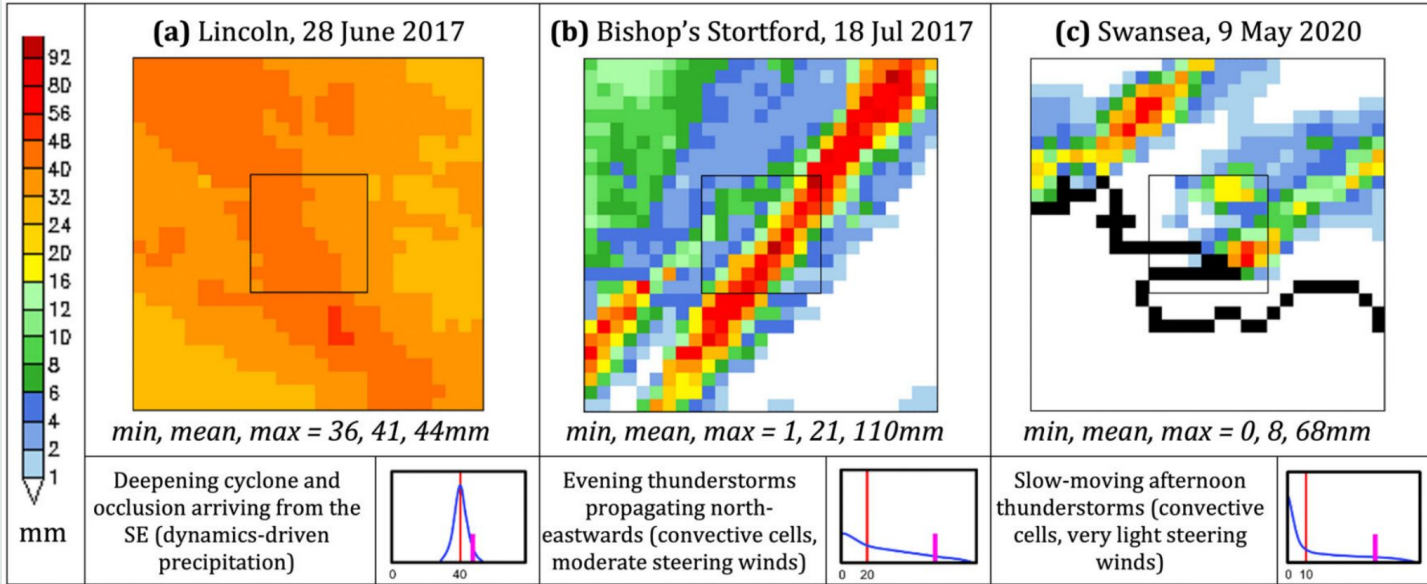 (a) Lincoln, 28 June 2017
(b) Bishop's Stortford, 18 Jul 2017
(c) Swansea, 9 May 2020
92
80
56
48
40
32
24
20
16
12
10
8
6
4
2
1
mm
min, mean, max = 36, 41, 44mm
min, mean, max = 1, 21, 110mm
min, mean, max = 0, 8, 68mm
Deepening cyclone and
occlusion arriving from the
SE (dynamics-driven
precipitation)
0 40
Evening thunderstorms
propagating north-
eastwards (convective cells,
moderate steering winds)
0 20
Slow-moving afternoon
thunderstorms (convective
cells, very light steering
winds)
0 10